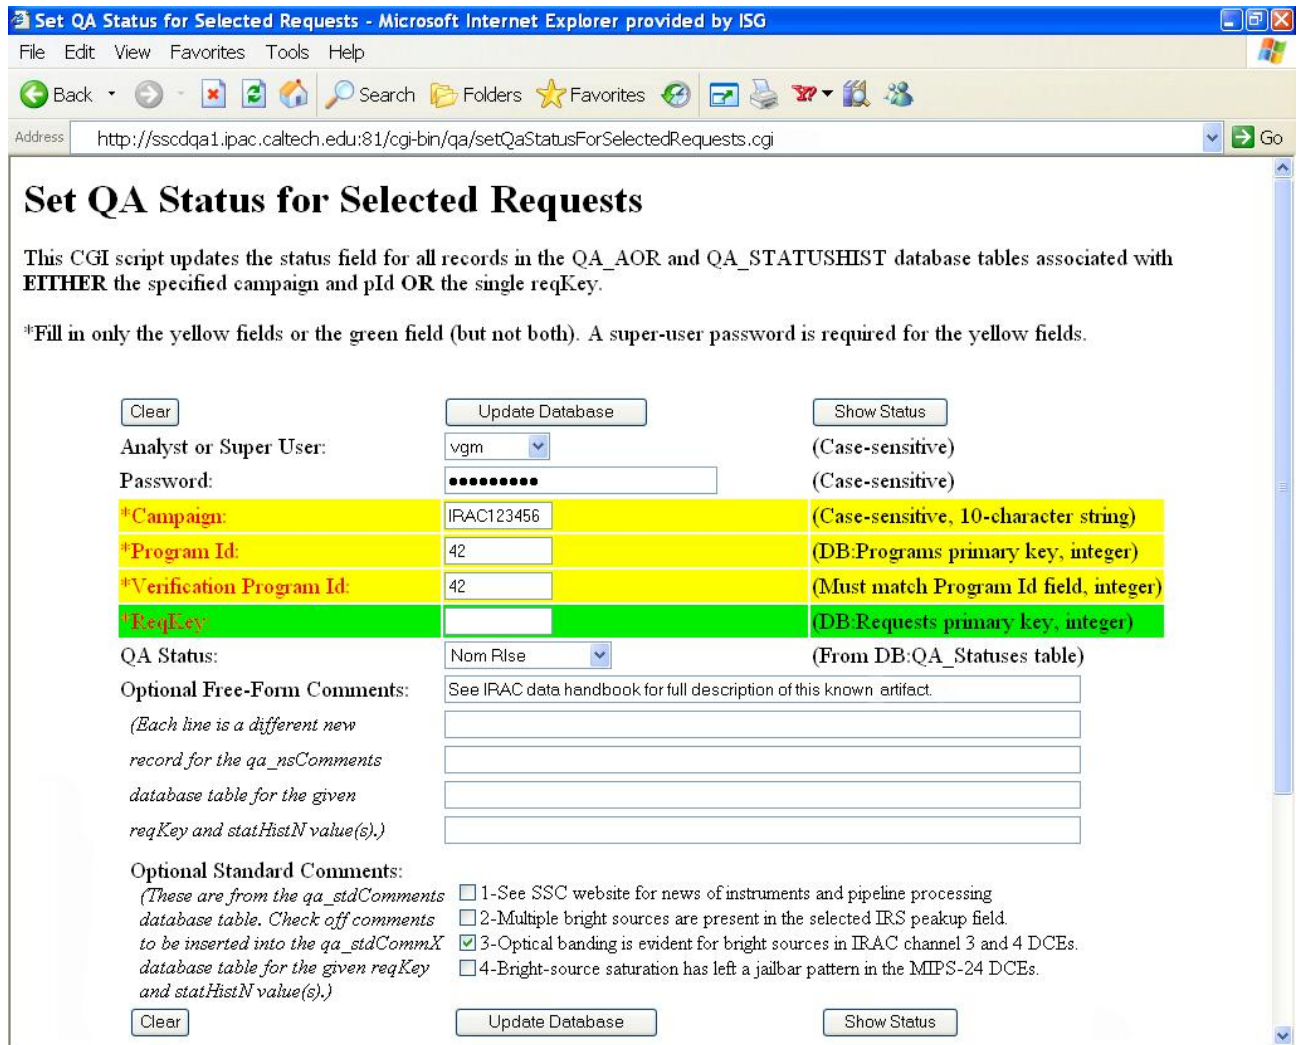 Set QA Status for Selected Requests - Microsoft Internet Explorer provided by ISG
File Edit View Favorites Tools Help
Back Search Folders Favorites
Address http://sscdqa1.ipac.caltech.edu:81/cgi-bin/qa/setQaStatusForSelectedRequests.cgi Go
Set QA Status for Selected Requests
This CGI script updates the status field for all records in the QA_AOR and QA_STATUSHIST database tables associated with
EITHER the specified campaign and pId OR the single reqKey.
*Fill in only the yellow fields or the green field (but not both). A super-user password is required for the yellow fields.
Clear Update Database Show Status
Analyst or Super User: vgm (Case-sensitive)
Password: ●●●●●●●●● (Case-sensitive)
*Campaign: IRAC123456 (Case-sensitive, 10-character string)
*Program Id: 42 (DB:Programs primary key, integer)
*Verification Program Id: 42 (Must match Program Id field, integer)
*ReqKey (DB:Requests primary key, integer)
QA Status: Nom Rlse (From DB:QA_Statuses table)
Optional Free-Form Comments: See IRAC data handbook for full description of this known artifact.
(Each line is a different new
record for the qa_nsComments
database table for the given
reqKey and statHistN value(s).)
Optional Standard Comments:
(These are from the qa_stdComments 1-See SSC website for news of instruments and pipeline processing
database table. Check off comments 2-Multiple bright sources are present in the selected IRS peakup field.
to be inserted into the qa_stdCommX 3-Optical banding is evident for bright sources in IRAC channel 3 and 4 DCEs.
database table for the given reqKey 4-Bright-source saturation has left a jailbar pattern in the MIPS-24 DCEs.
and statHistN value(s).)
Clear Update Database Show Status